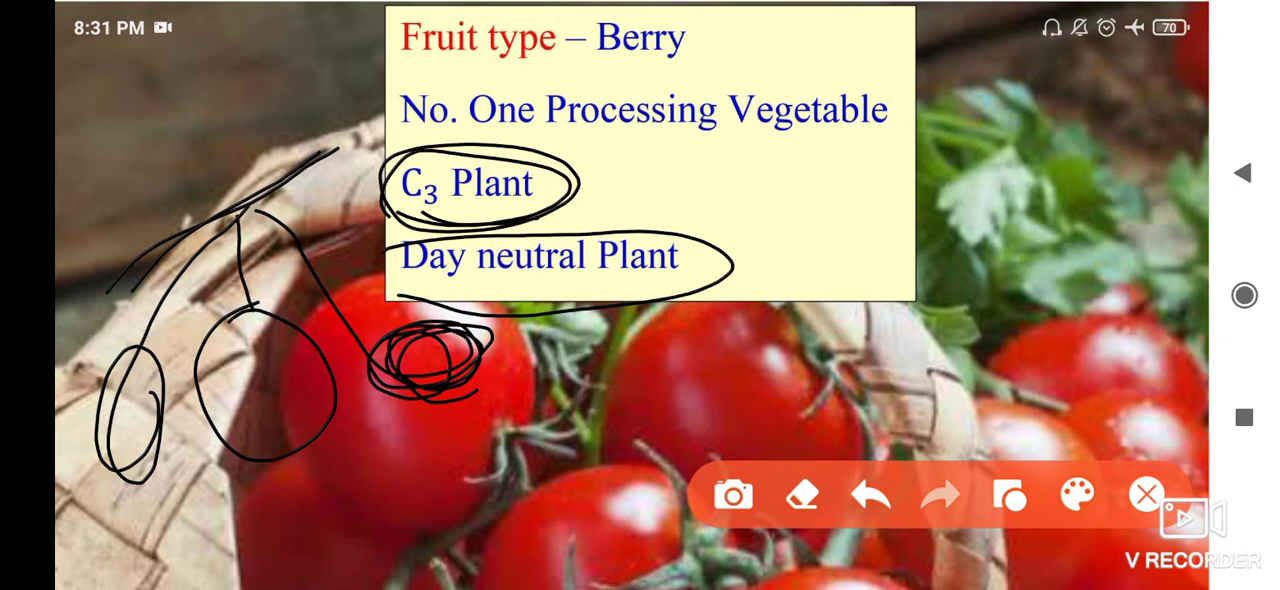 8:31 PM
70
Fruit type – Berry
No. One Processing Vegetable
C₃ Plant
Day neutral Plant
V RECORDER